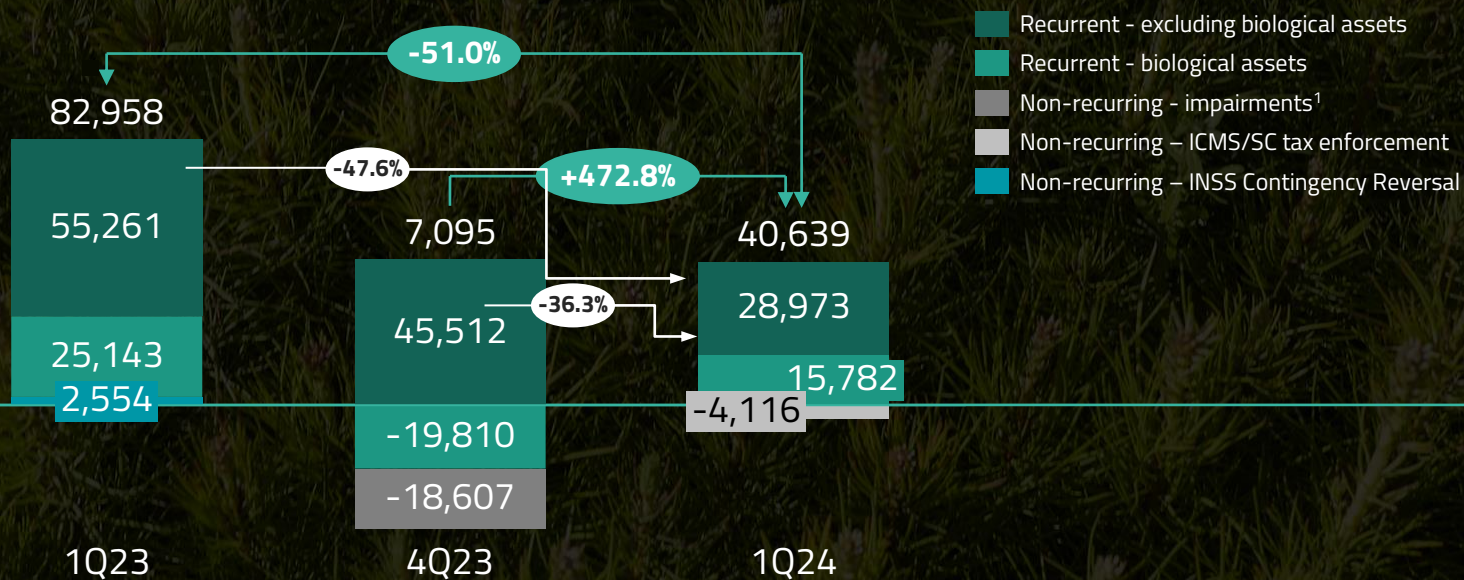 Recurrent - excluding biological assets
Recurrent - biological assets
Non-recurring - impairments¹
Non-recurring – ICMS/SC tax enforcement
Non-recurring – INSS Contingency Reversal
-51.0%
82,958
-47.6%
+472.8%
55,261
7,095
40,639
-36.3%
45,512
28,973
25,143
15,782
2,554
-4,116
-19,810
-18,607
1Q23
4Q23
1Q24